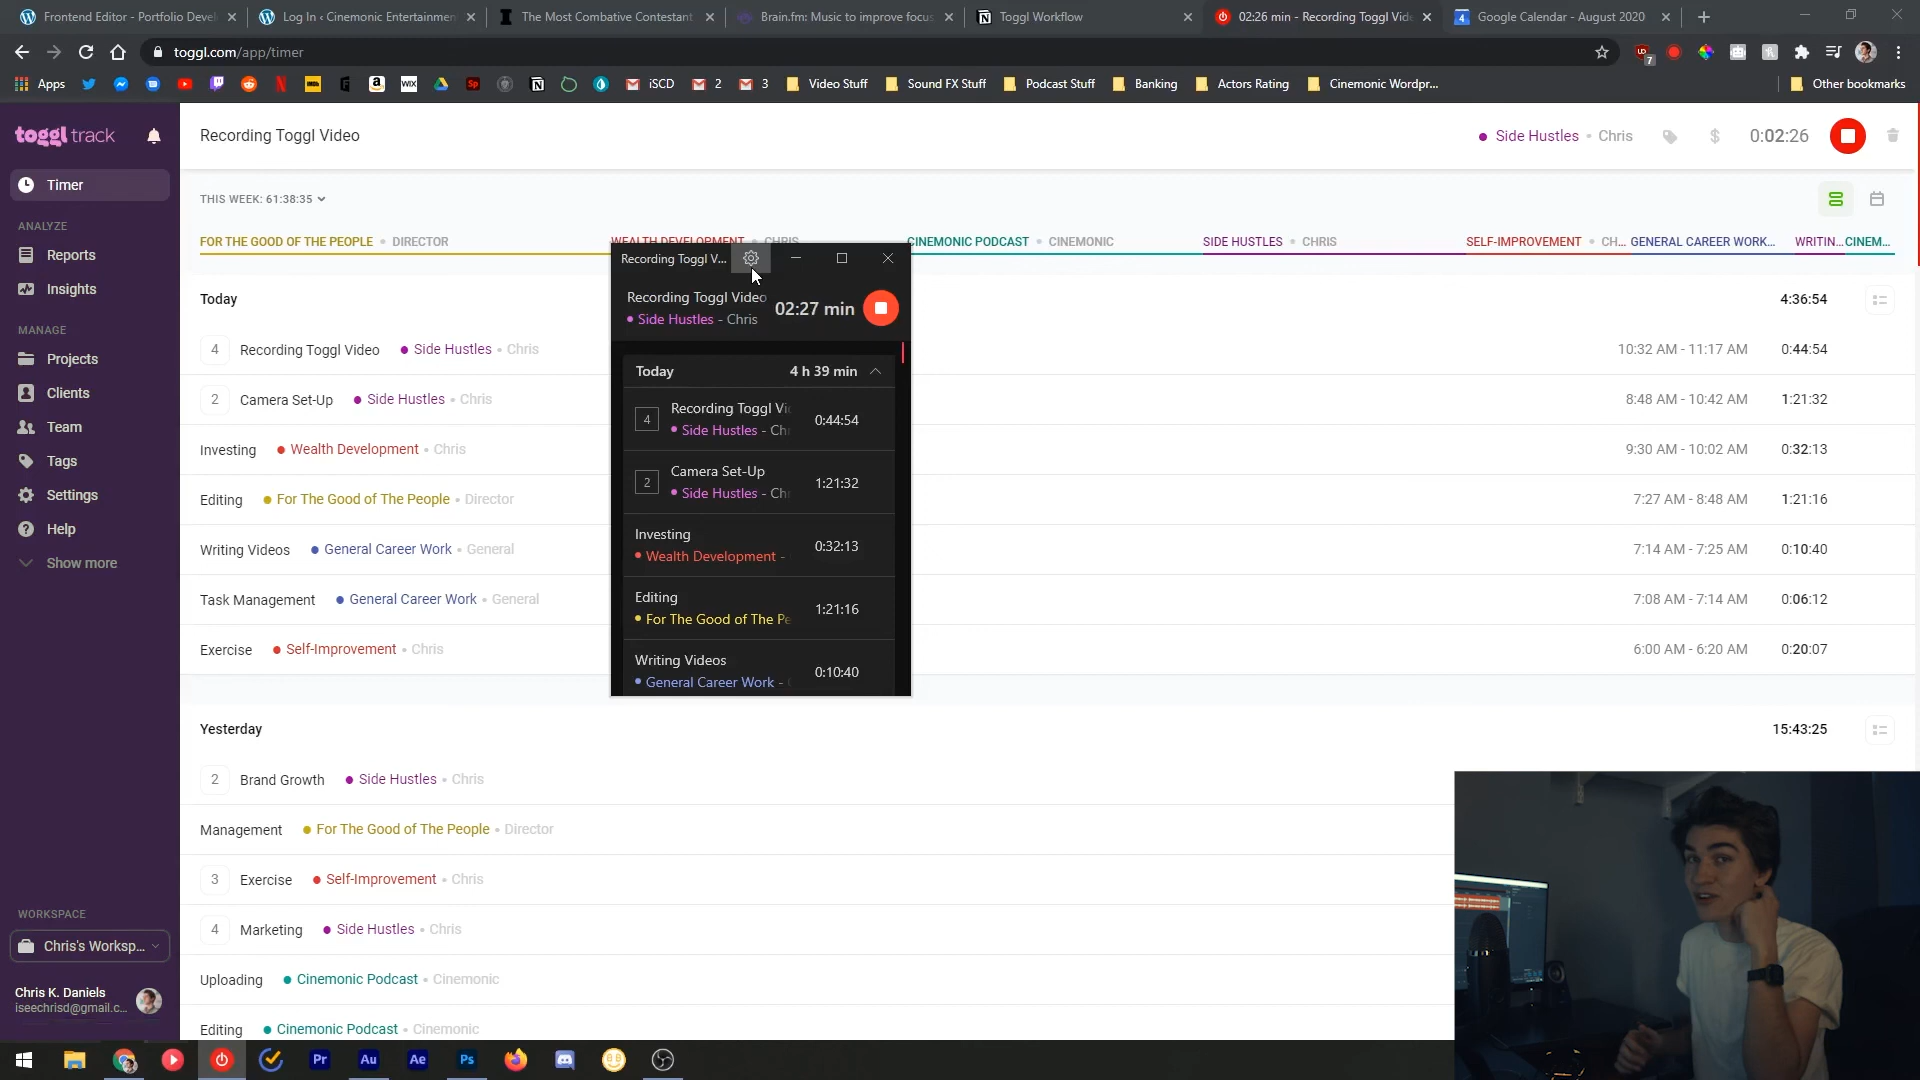 Frontend Editor - Portfolio Devel
Log In ‹ Cinemonic Entertainmen
The Most Combative Contestant
Brain.fm: Music to improve focus
Toggl Workflow
02:26 min - Recording Toggl Vid
Google Calendar - August 2020
toggl.com/app/timer
7
Apps
iSCD
2
3
Video Stuff
Sound FX Stuff
Podcast Stuff
Banking
Actors Rating
Cinemonic Wordpr...
Other bookmarks
toggl track
Timer
ANALYZE
Reports
Insights
MANAGE
Projects
Clients
Team
Tags
Settings
Help
Show more
WORKSPACE
Chris's Worksp...
Chris K. Daniels
iseechrisd@gmail.c...
Recording Toggl Video
Side Hustles • Chris
$
0:02:26
THIS WEEK: 61:38:35
FOR THE GOOD OF THE PEOPLE • DIRECTOR
WEALTH DEVELOPMENT • CHRIS
CINEMONIC PODCAST • CINEMONIC
SIDE HUSTLES • CHRIS
SELF-IMPROVEMENT • CH...
GENERAL CAREER WORK...
WRITIN...
CINEM...
Today 4:36:54
4 Recording Toggl Video • Side Hustles • Chris 10:32 AM - 11:17 AM 0:44:54
2 Camera Set-Up • Side Hustles • Chris 8:48 AM - 10:42 AM 1:21:32
Investing • Wealth Development • Chris 9:30 AM - 10:02 AM 0:32:13
Editing • For The Good of The People • Director 7:27 AM - 8:48 AM 1:21:16
Writing Videos • General Career Work • General 7:14 AM - 7:25 AM 0:10:40
Task Management • General Career Work • General 7:08 AM - 7:14 AM 0:06:12
Exercise • Self-Improvement • Chris 6:00 AM - 6:20 AM 0:20:07
Yesterday 15:43:25
2 Brand Growth • Side Hustles • Chris
Management • For The Good of The People • Director
3 Exercise • Self-Improvement • Chris
4 Marketing • Side Hustles • Chris
Uploading • Cinemonic Podcast • Cinemonic
Editing • Cinemonic Podcast • Cinemonic
Recording Toggl V...
Recording Toggl Video
• Side Hustles - Chris
02:27 min
Today 4 h 39 min
4 Recording Toggl Vi 0:44:54
• Side Hustles - Ch
2 Camera Set-Up 1:21:32
• Side Hustles - Ch
Investing 0:32:13
• Wealth Development -
Editing 1:21:16
• For The Good of The Pe
Writing Videos 0:10:40
• General Career Work -
Pr
Au
Ae
Ps